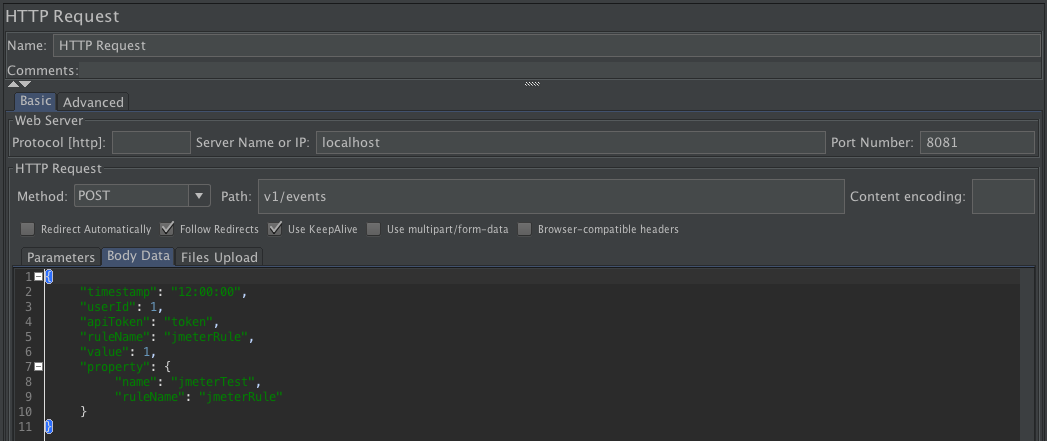 HTTP Request
Name: HTTP Request
Comments:
Basic Advanced
Web Server
Protocol [http]: Server Name or IP: localhost Port Number: 8081
HTTP Request
Method: POST Path: v1/events Content encoding:
Redirect Automatically Follow Redirects Use KeepAlive Use multipart/form-data Browser-compatible headers
Parameters Body Data Files Upload
1 {
2 "timestamp": "12:00:00",
3 "userId": 1,
4 "apiToken": "token",
5 "ruleName": "jmeterRule",
6 "value": 1,
7 "property": {
8 "name": "jmeterTest",
9 "ruleName": "jmeterRule"
10 }
11 }